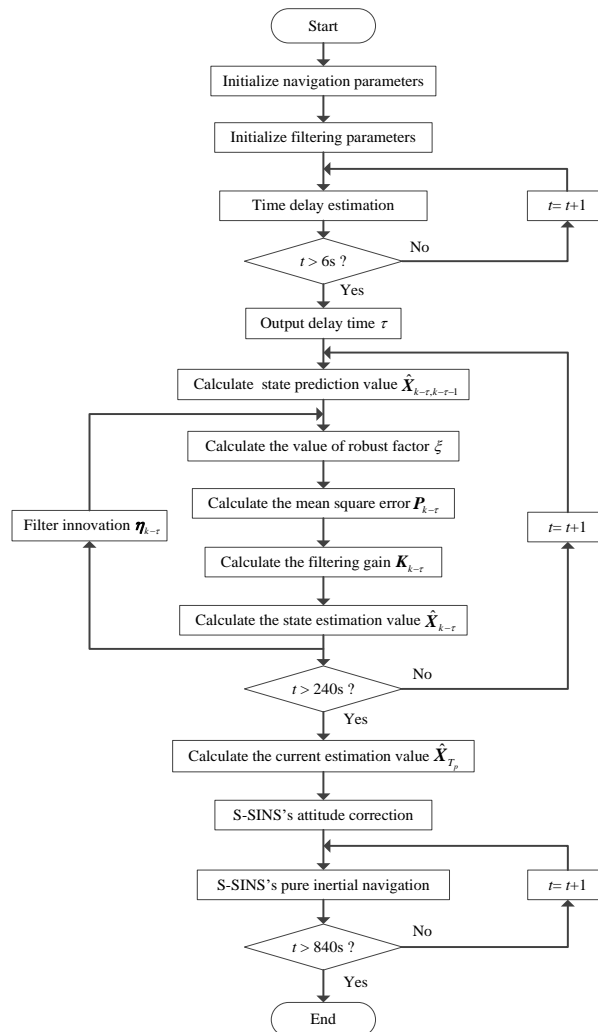 Start
Initialize navigation parameters
Initialize filtering parameters
Time delay estimation
t= t+1
t > 6s ?
No
Yes
Output delay time τ
Calculate state prediction value X̂ₖ₋τ,ₖ₋τ₋₁
Calculate the value of robust factor ξ
Calculate the mean square error Pₖ₋τ
Filter innovation ηₖ₋τ
t= t+1
Calculate the filtering gain Kₖ₋τ
Calculate the state estimation value X̂ₖ₋τ
t > 240s ?
No
Yes
Calculate the current estimation value X̂_Tₚ
S-SINS's attitude correction
S-SINS's pure inertial navigation
t= t+1
t > 840s ?
No
Yes
End